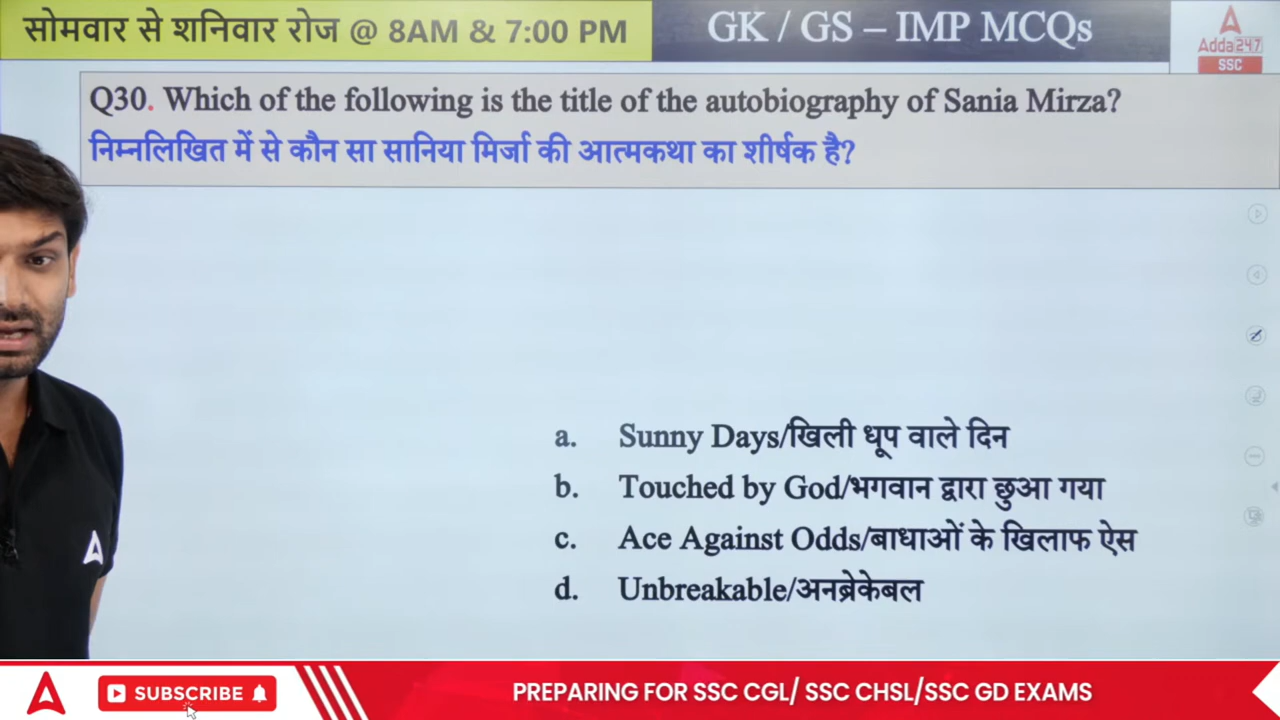 सोमवार से शनिवार रोज @ 8AM & 7:00 PM
GK / GS – IMP MCQs
Adda247
SSC
Q30. Which of the following is the title of the autobiography of Sania Mirza?
निम्नलिखित में से कौन सा सानिया मिर्जा की आत्मकथा का शीर्षक है?
a. Sunny Days/खिली धूप वाले दिन
b. Touched by God/भगवान द्वारा छुआ गया
c. Ace Against Odds/बाधाओं के खिलाफ ऐस
d. Unbreakable/अनब्रेकेबल
SUBSCRIBE
PREPARING FOR SSC CGL/ SSC CHSL/SSC GD EXAMS